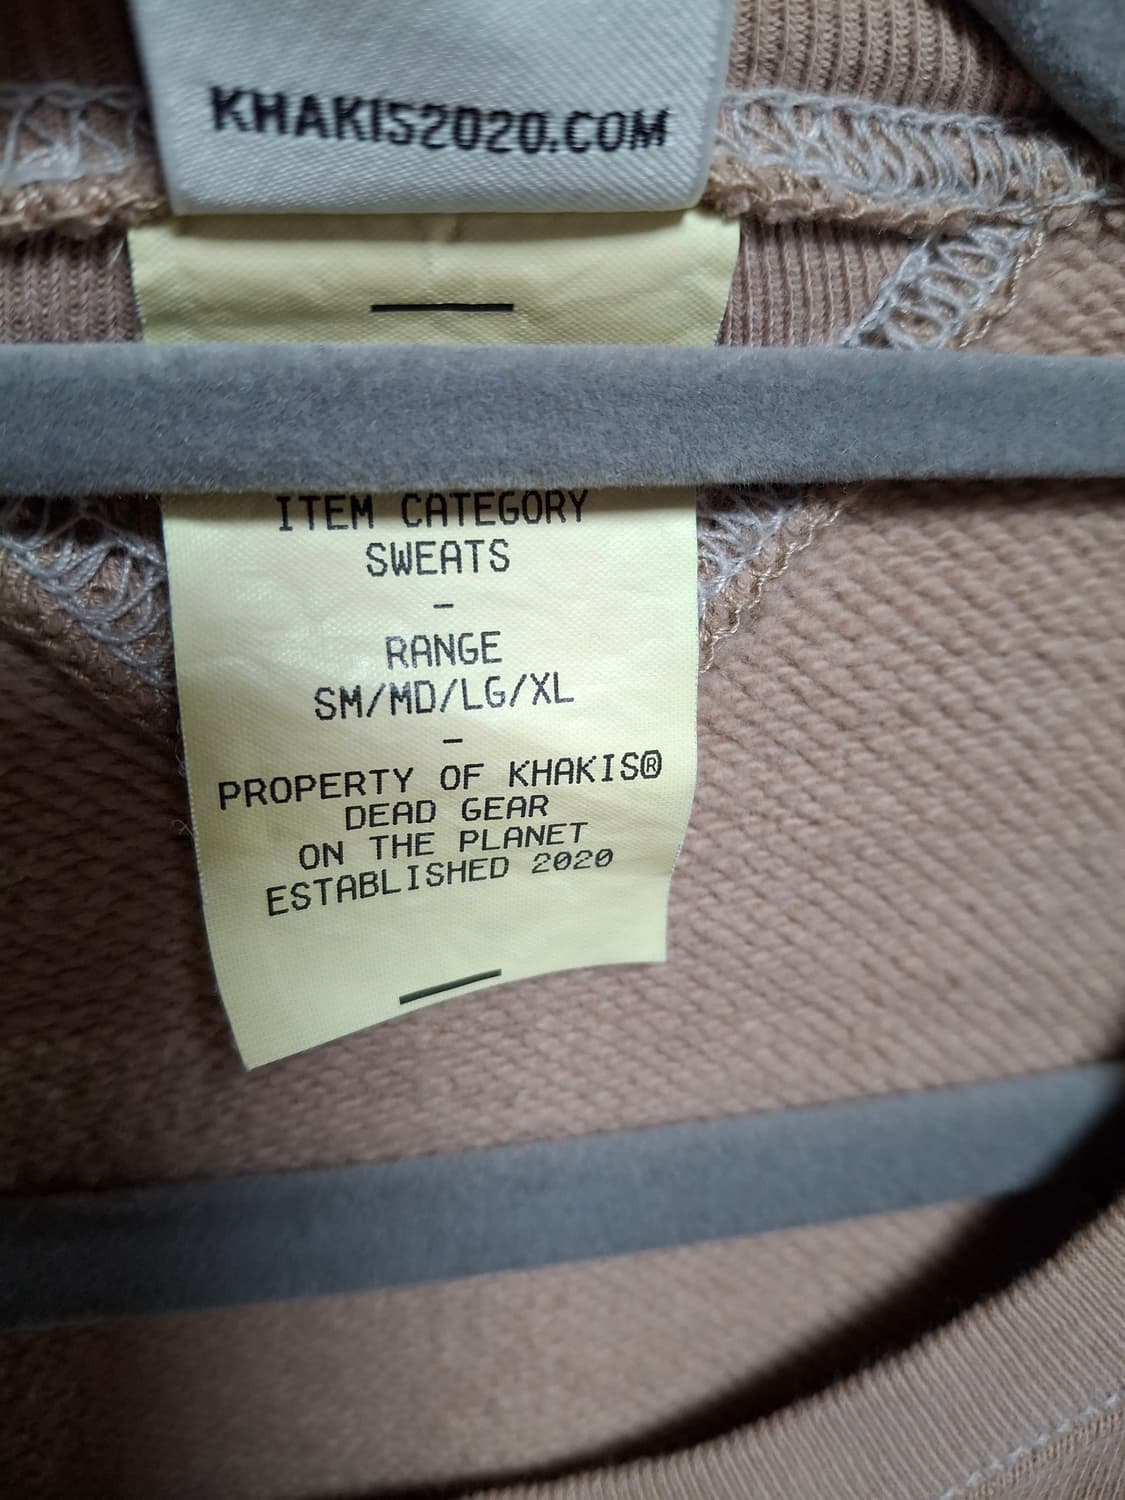 KHAKIS2020.COM
ITEM CATEGORY
SWEATS
–
RANGE
SM/MD/LG/XL
–
PROPERTY OF KHAKIS®
DEAD GEAR
ON THE PLANET
ESTABLISHED 2020